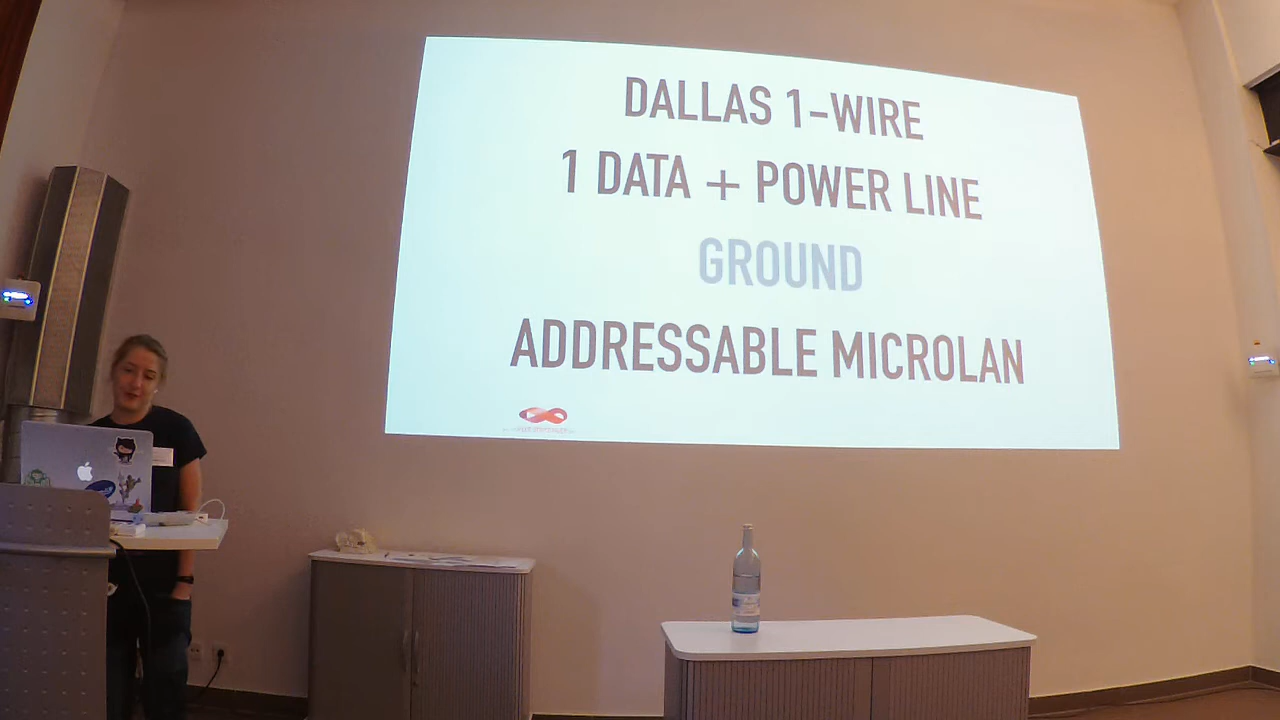 DALLAS 1-WIRE
1 DATA + POWER LINE
GROUND
ADDRESSABLE MICROLAN